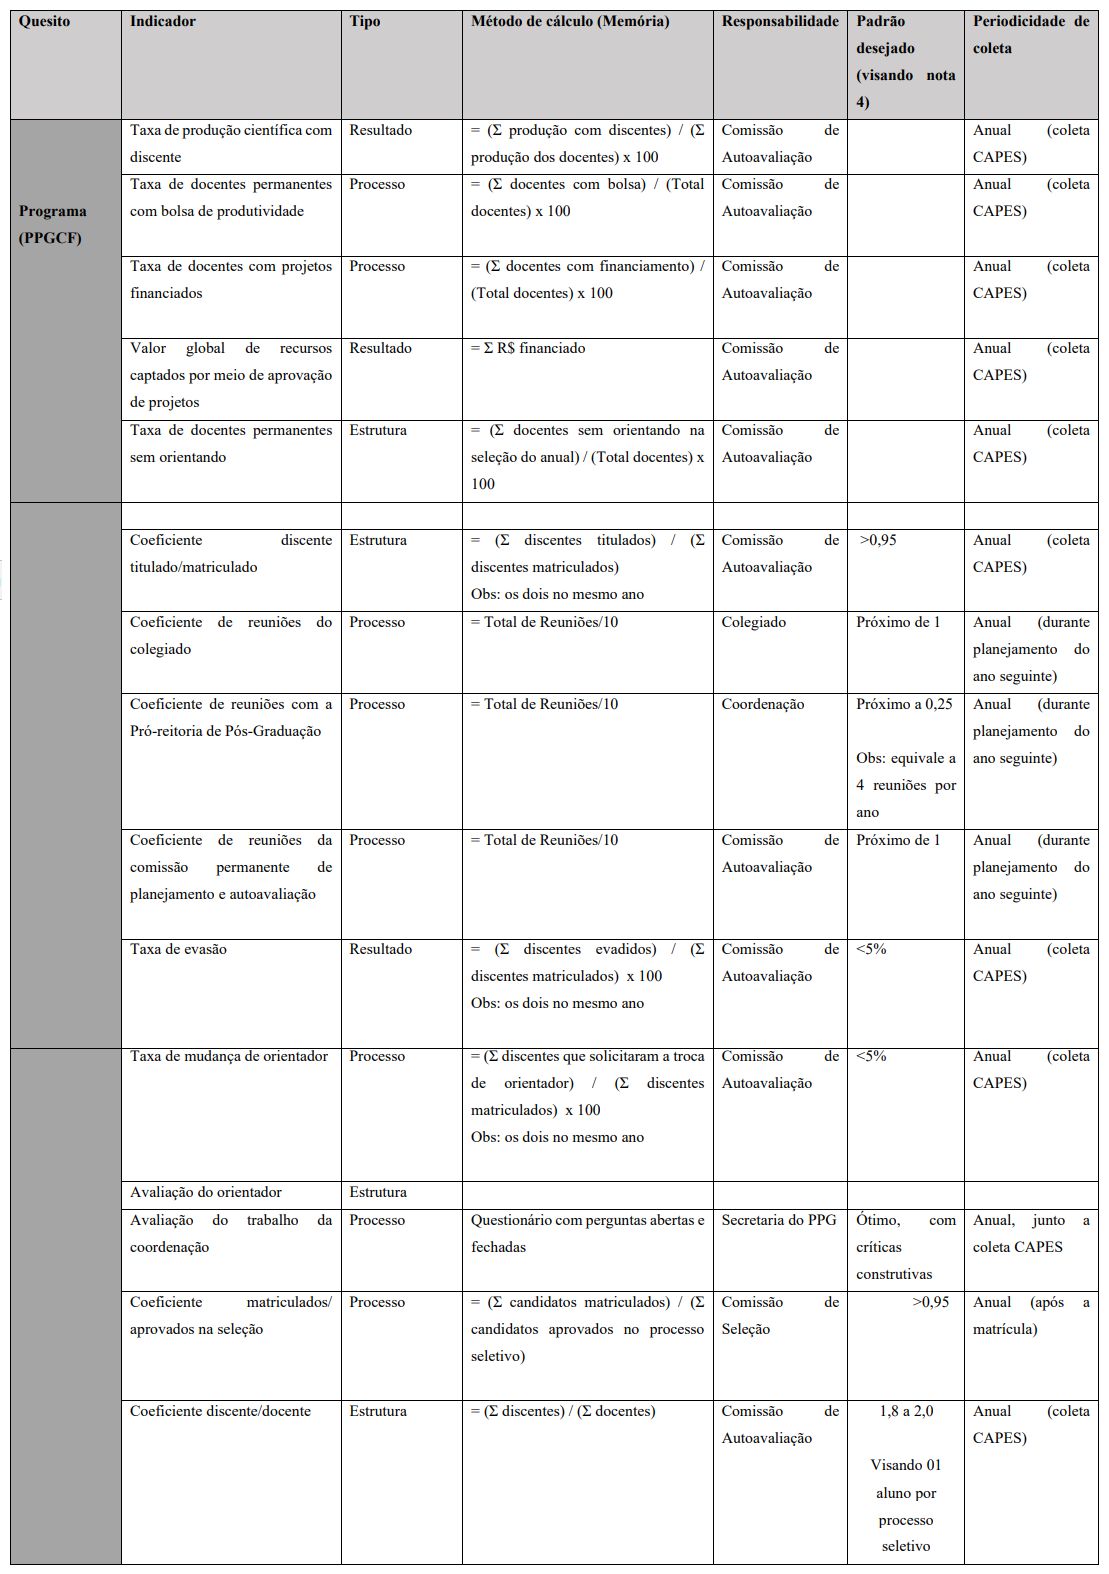 Quesito
Indicador
Tipo
Método de cálculo (Memória)
Responsabilidade
Padrão
desejado
(visando nota
4)
Periodicidade de
coleta
Programa
(PPGCF)
Taxa de produção científica com
discente
Resultado
= (Σ produção com discentes) / (Σ
produção dos docentes) x 100
Comissão de
Autoavaliação
Anual (coleta
CAPES)
Taxa de docentes permanentes
com bolsa de produtividade
Processo
= (Σ docentes com bolsa) / (Total
docentes) x 100
Comissão de
Autoavaliação
Anual (coleta
CAPES)
Taxa de docentes com projetos
financiados
Processo
= (Σ docentes com financiamento) /
(Total docentes) x 100
Comissão de
Autoavaliação
Anual (coleta
CAPES)
Valor global de recursos
captados por meio de aprovação
de projetos
Resultado
= Σ R$ financiado
Comissão de
Autoavaliação
Anual (coleta
CAPES)
Taxa de docentes permanentes
sem orientando
Estrutura
= (Σ docentes sem orientando na
seleção do anual) / (Total docentes) x
100
Comissão de
Autoavaliação
Anual (coleta
CAPES)
Coeficiente discente
titulado/matriculado
Estrutura
= (Σ discentes titulados) / (Σ
discentes matriculados)
Obs: os dois no mesmo ano
Comissão de
Autoavaliação
>0,95
Anual (coleta
CAPES)
Coeficiente de reuniões do
colegiado
Processo
= Total de Reuniões/10
Colegiado
Próximo de 1
Anual (durante
planejamento do
ano seguinte)
Coeficiente de reuniões com a
Pró-reitoria de Pós-Graduação
Processo
= Total de Reuniões/10
Coordenação
Próximo a 0,25
Obs: equivale a
4 reuniões por
ano
Anual (durante
planejamento do
ano seguinte)
Coeficiente de reuniões da
comissão permanente de
planejamento e autoavaliação
Processo
= Total de Reuniões/10
Comissão de
Autoavaliação
Próximo de 1
Anual (durante
planejamento do
ano seguinte)
Taxa de evasão
Resultado
= (Σ discentes evadidos) / (Σ
discentes matriculados) x 100
Obs: os dois no mesmo ano
Comissão de
Autoavaliação
<5%
Anual (coleta
CAPES)
Taxa de mudança de orientador
Processo
= (Σ discentes que solicitaram a troca
de orientador) / (Σ discentes
matriculados) x 100
Obs: os dois no mesmo ano
Comissão de
Autoavaliação
<5%
Anual (coleta
CAPES)
Avaliação do orientador
Estrutura
Avaliação do trabalho da
coordenação
Processo
Questionário com perguntas abertas e
fechadas
Secretaria do PPG
Ótimo, com
críticas
construtivas
Anual, junto a
coleta CAPES
Coeficiente matriculados/
aprovados na seleção
Processo
= (Σ candidatos matriculados) / (Σ
candidatos aprovados no processo
seletivo)
Comissão de
Seleção
>0,95
Anual (após a
matrícula)
Coeficiente discente/docente
Estrutura
= (Σ discentes) / (Σ docentes)
Comissão de
Autoavaliação
1,8 a 2,0
Visando 01
aluno por
processo
seletivo
Anual (coleta
CAPES)